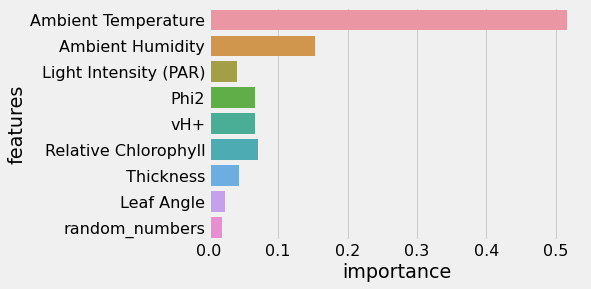 features
Ambient Temperature
Ambient Humidity
Light Intensity (PAR)
Phi2
vH+
Relative Chlorophyll
Thickness
Leaf Angle
random_numbers
0.0 0.1 0.2 0.3 0.4 0.5
importance